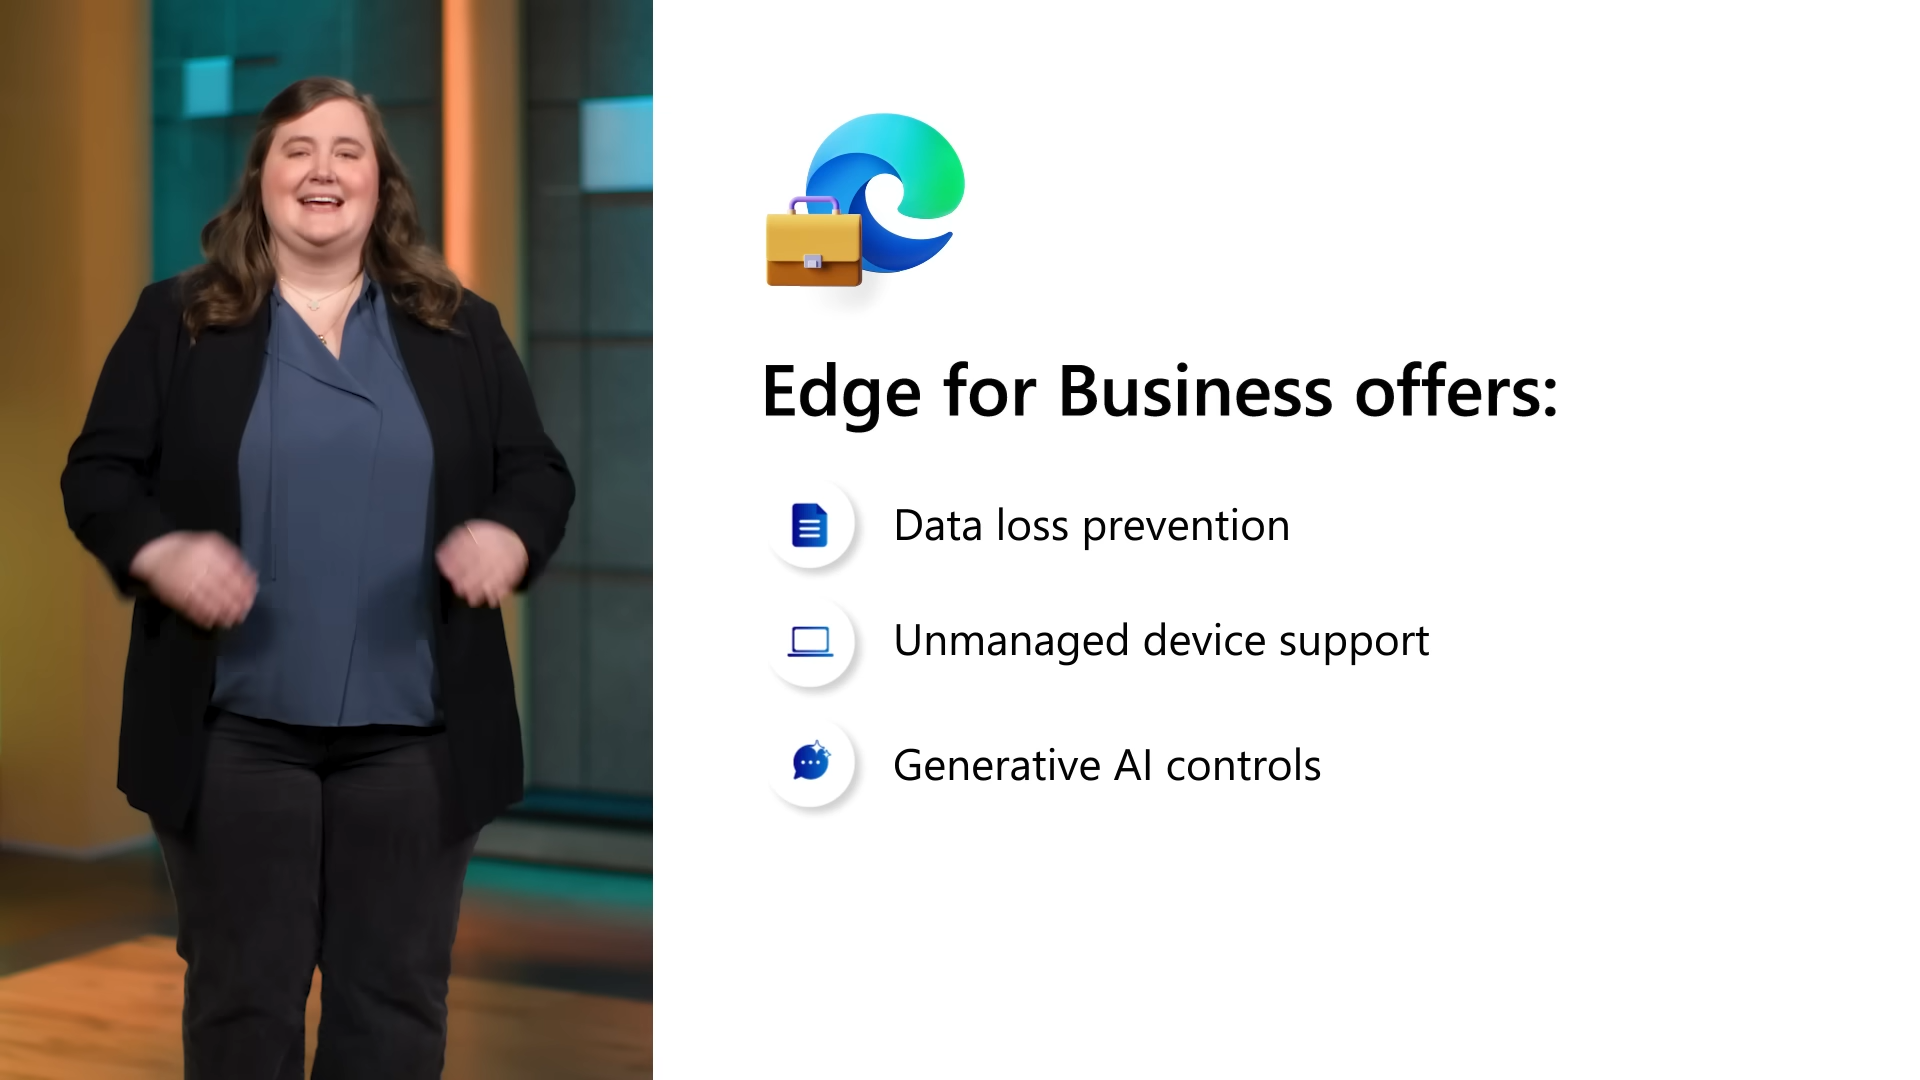 Edge for Business offers:
Data loss prevention
Unmanaged device support
Generative AI controls